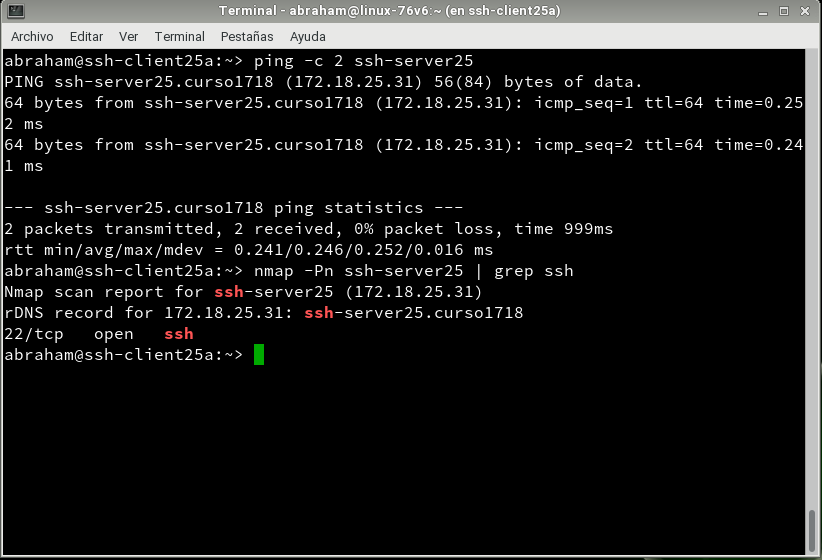 Terminal - abraham@linux-76v6:~ (en ssh-client25a)
Archivo Editar Ver Terminal Pestañas Ayuda
abraham@ssh-client25a:~> ping -c 2 ssh-server25
PING ssh-server25.curso1718 (172.18.25.31) 56(84) bytes of data.
64 bytes from ssh-server25.curso1718 (172.18.25.31): icmp_seq=1 ttl=64 time=0.25
2 ms
64 bytes from ssh-server25.curso1718 (172.18.25.31): icmp_seq=2 ttl=64 time=0.24
1 ms
--- ssh-server25.curso1718 ping statistics ---
2 packets transmitted, 2 received, 0% packet loss, time 999ms
rtt min/avg/max/mdev = 0.241/0.246/0.252/0.016 ms
abraham@ssh-client25a:~> nmap -Pn ssh-server25 | grep ssh
Nmap scan report for ssh-server25 (172.18.25.31)
rDNS record for 172.18.25.31: ssh-server25.curso1718
22/tcp   open   ssh
abraham@ssh-client25a:~>